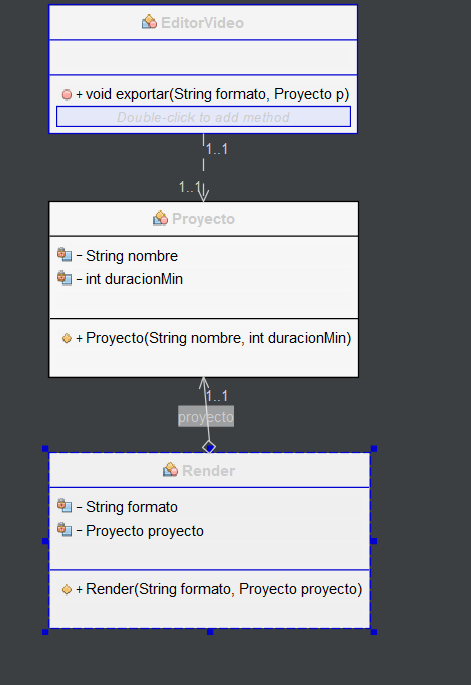 EditorVideo
+ void exportar(String formato, Proyecto p)
Double-click to add method
1..1
1..1
Proyecto
- String nombre
- int duracionMin
+ Proyecto(String nombre, int duracionMin)
1..1
proyecto
Render
- String formato
- Proyecto proyecto
+ Render(String formato, Proyecto proyecto)